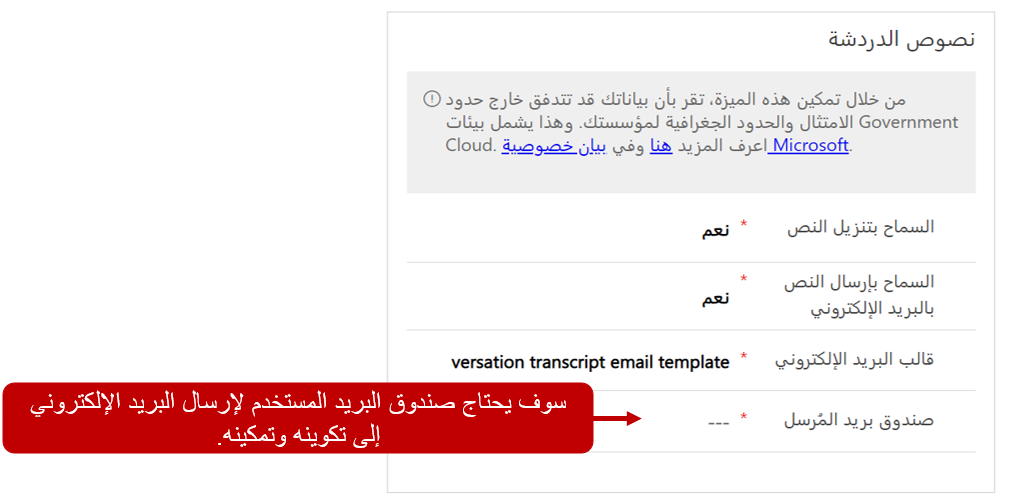 نصوص الدردشة
من خلال تمكين هذه الميزة، تقر بأن بياناتك قد تتدفق خارج حدود
Government الامتثال والحدود الجغرافية لمؤسستك. وهذا يشمل بيئات
Cloud. اعرف المزيد هنا وفي بيان خصوصية Microsoft.
السماح بتنزيل النص * نعم
السماح بإرسال النص * نعم
بالبريد الإلكتروني
قالب البريد الإلكتروني * versation transcript email template
صندوق بريد المُرسل * ---
سوف يحتاج صندوق البريد المستخدم لإرسال البريد الإلكتروني
إلى تكوينه وتمكينه.